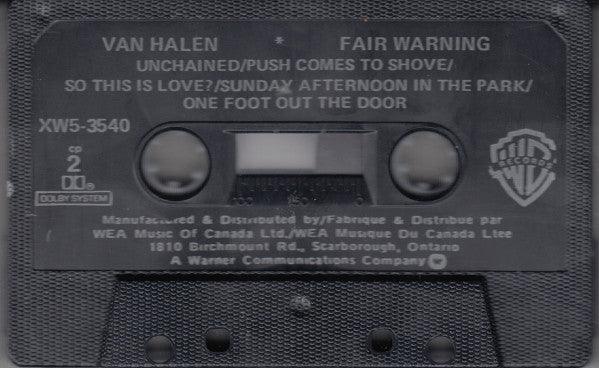 VAN HALEN * FAIR WARNING
UNCHAINED/PUSH COMES TO SHOVE/
SO THIS IS LOVE?/SUNDAY AFTERNOON IN THE PARK/
ONE FOOT OUT THE DOOR
XW5-3540
CP
2
DOLBY SYSTEM
RECORDS
Manufactured & Distributed by/Fabrique & Distribue par
WEA Music Of Canada Ltd./WEA Musique Du Canada Ltee
1810 Birchmount Rd., Scarborough, Ontario
A Warner Communications Company